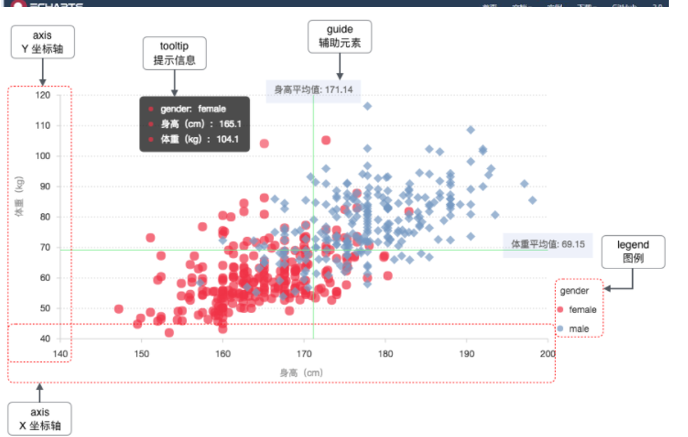 ECHARTS
axis
Y 坐标轴
tooltip
提示信息
guide
辅助元素
身高平均值: 171.14
gender: female
身高（cm）: 165.1
体重（kg）: 104.1
120
110
100
90
80
70
60
50
40
体重（kg）
体重平均值: 69.15
legend
图例
gender
female
male
140
150
160
170
180
190
200
身高（cm）
axis
X 坐标轴